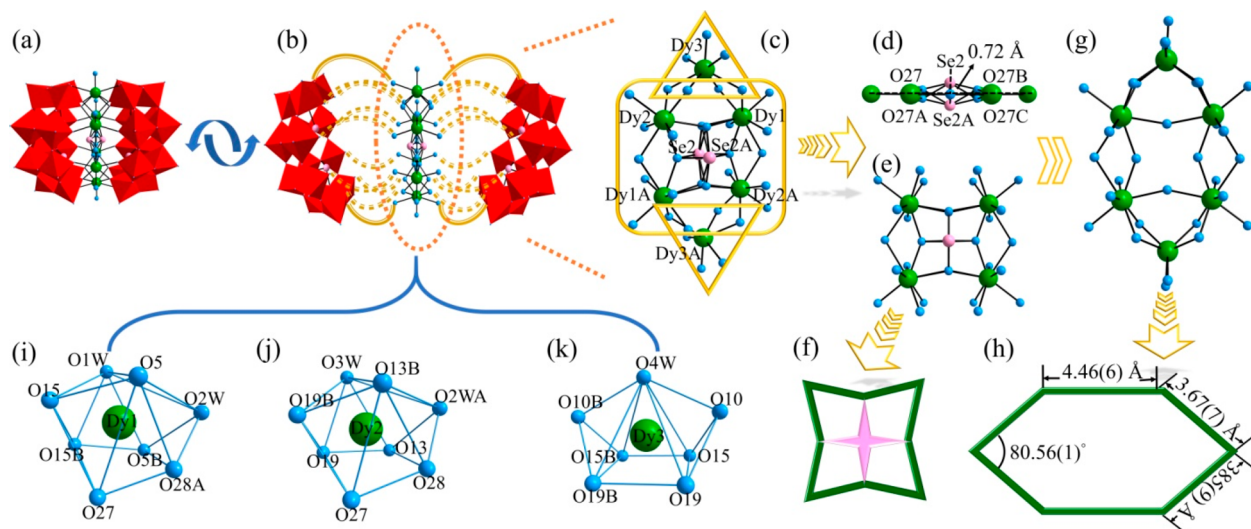 (a)
(b)
(c)
Dy3
Dy2
Dy1
Se2
Se2A
Dy1A
Dy2A
Dy3A
(d)
Se2
0.72 Å
O27
O27B
O27A
O27C
Se2A
(e)
(g)
(i)
O1W
O5
O15
O2W
Dy1
O15B
O5B
O28A
O27
(j)
O3W
O13B
O19B
O2WA
Dy2
O19
O13
O28
O27
(k)
O4W
O10B
O10
Dy3
O15B
O15
O19B
O19
(f)
(h)
4.46(6) Å
3.67(7) Å
80.56(1)°
385(9) Å